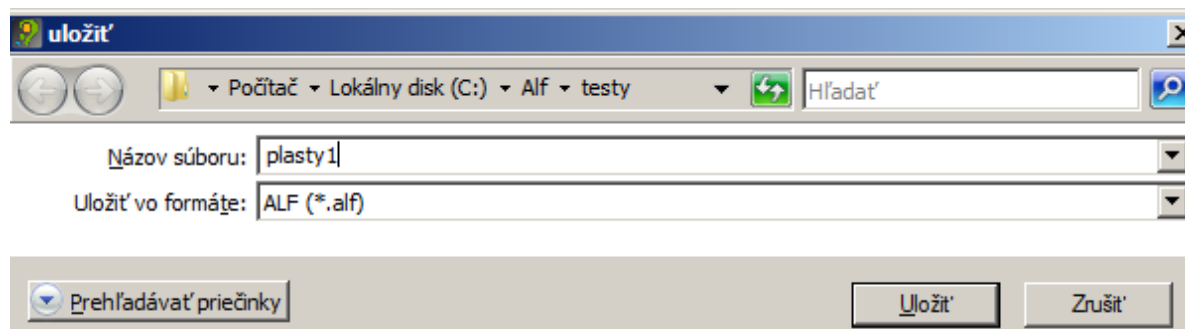 uložiť
Počítač Lokálny disk (C:) Alf testy Hľadať
Názov súboru: plasty1
Uložiť vo formáte: ALF (*.alf)
Prehľadávať priečinky Uložiť Zrušiť